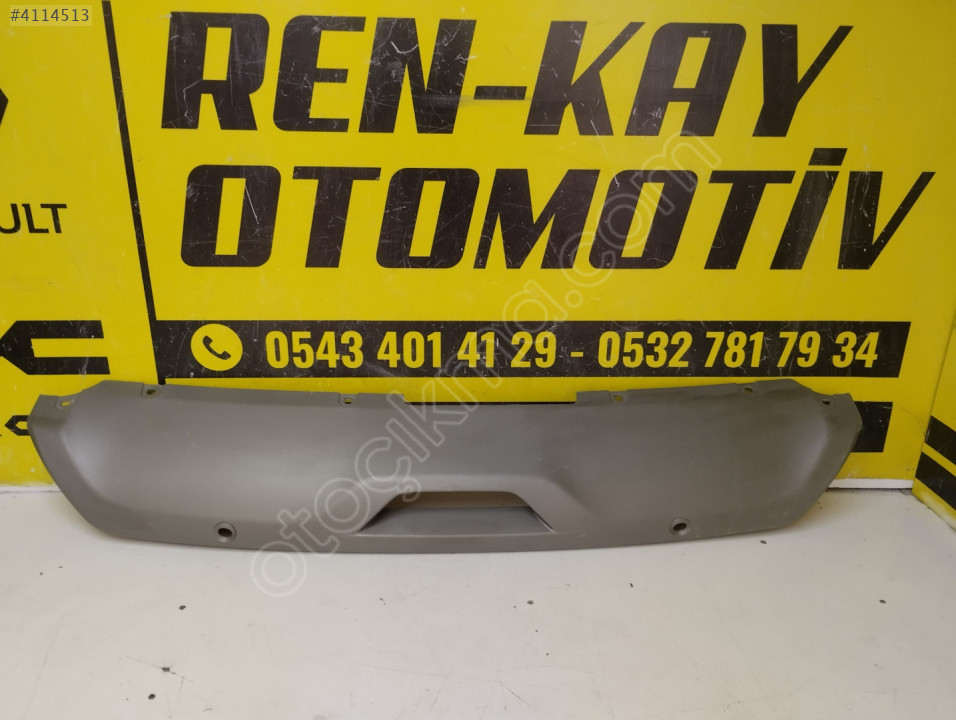 #4114513
REN-KAY
OTOMOTİV
ULT
0543 401 41 29 - 0532 781 79 34
otoçıkma.com